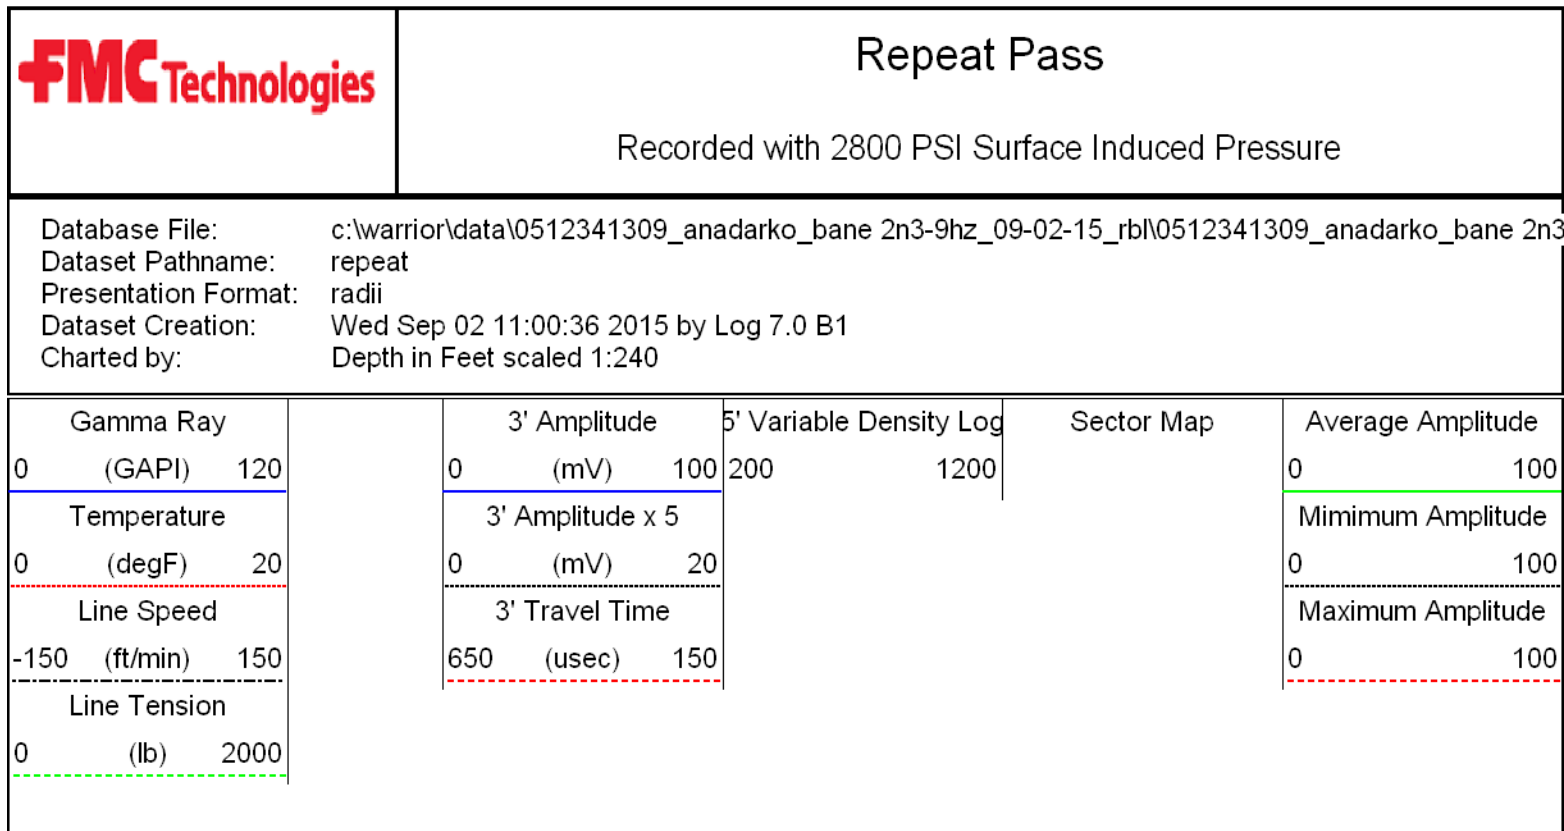 FMC Technologies
Repeat Pass
Recorded with 2800 PSI Surface Induced Pressure
Database File: c:\warrior\data\0512341309_anadarko_bane 2n3-9hz_09-02-15_rbl\0512341309_anadarko_bane 2n3
Dataset Pathname: repeat
Presentation Format: radii
Dataset Creation: Wed Sep 02 11:00:36 2015 by Log 7.0 B1
Charted by: Depth in Feet scaled 1:240
Gamma Ray
0 (GAPI) 120
Temperature
0 (degF) 20
Line Speed
-150 (ft/min) 150
Line Tension
0 (lb) 2000
3' Amplitude
0 (mV) 100
3' Amplitude x 5
0 (mV) 20
3' Travel Time
650 (usec) 150
5' Variable Density Log
200 1200
Sector Map
Average Amplitude
0 100
Mimimum Amplitude
0 100
Maximum Amplitude
0 100